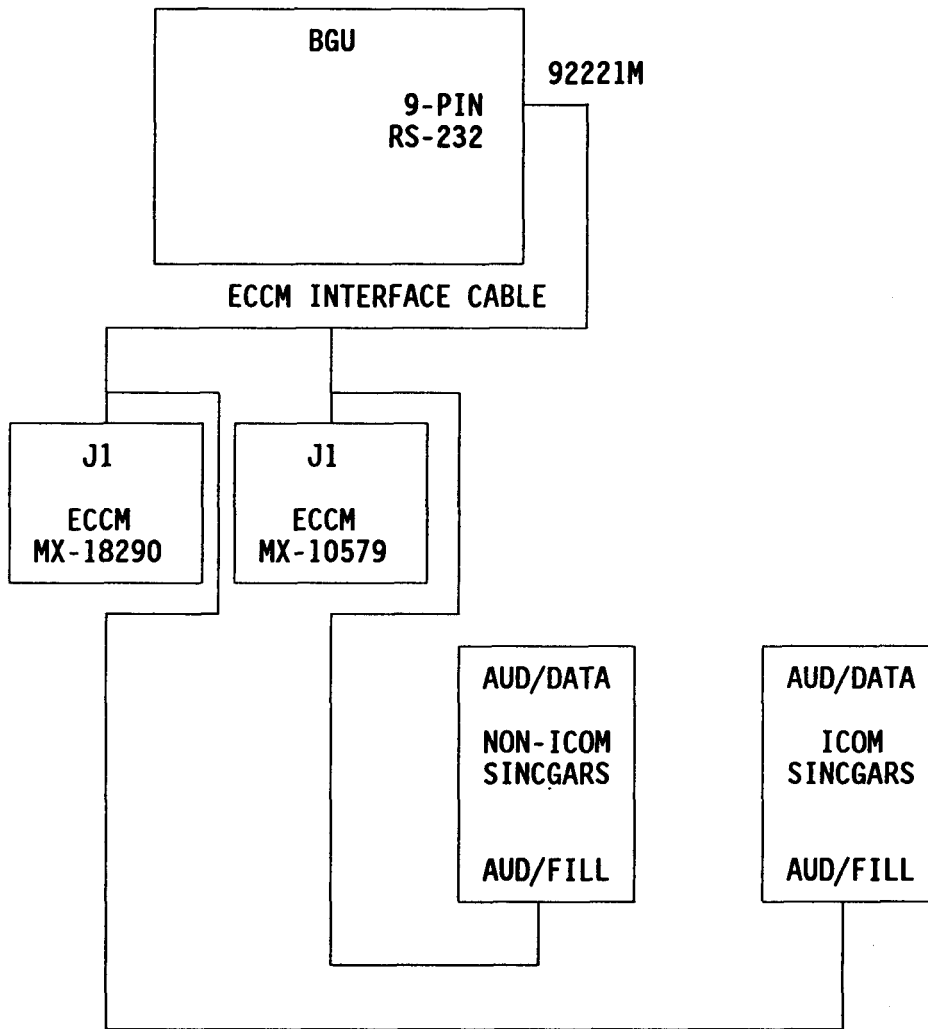 BGU
92221M
9-PIN
RS-232
ECCM INTERFACE CABLE
J1
ECCM
MX-18290
J1
ECCM
MX-10579
AUD/DATA
NON-ICOM
SINCGARS
AUD/FILL
AUD/DATA
ICOM
SINCGARS
AUD/FILL